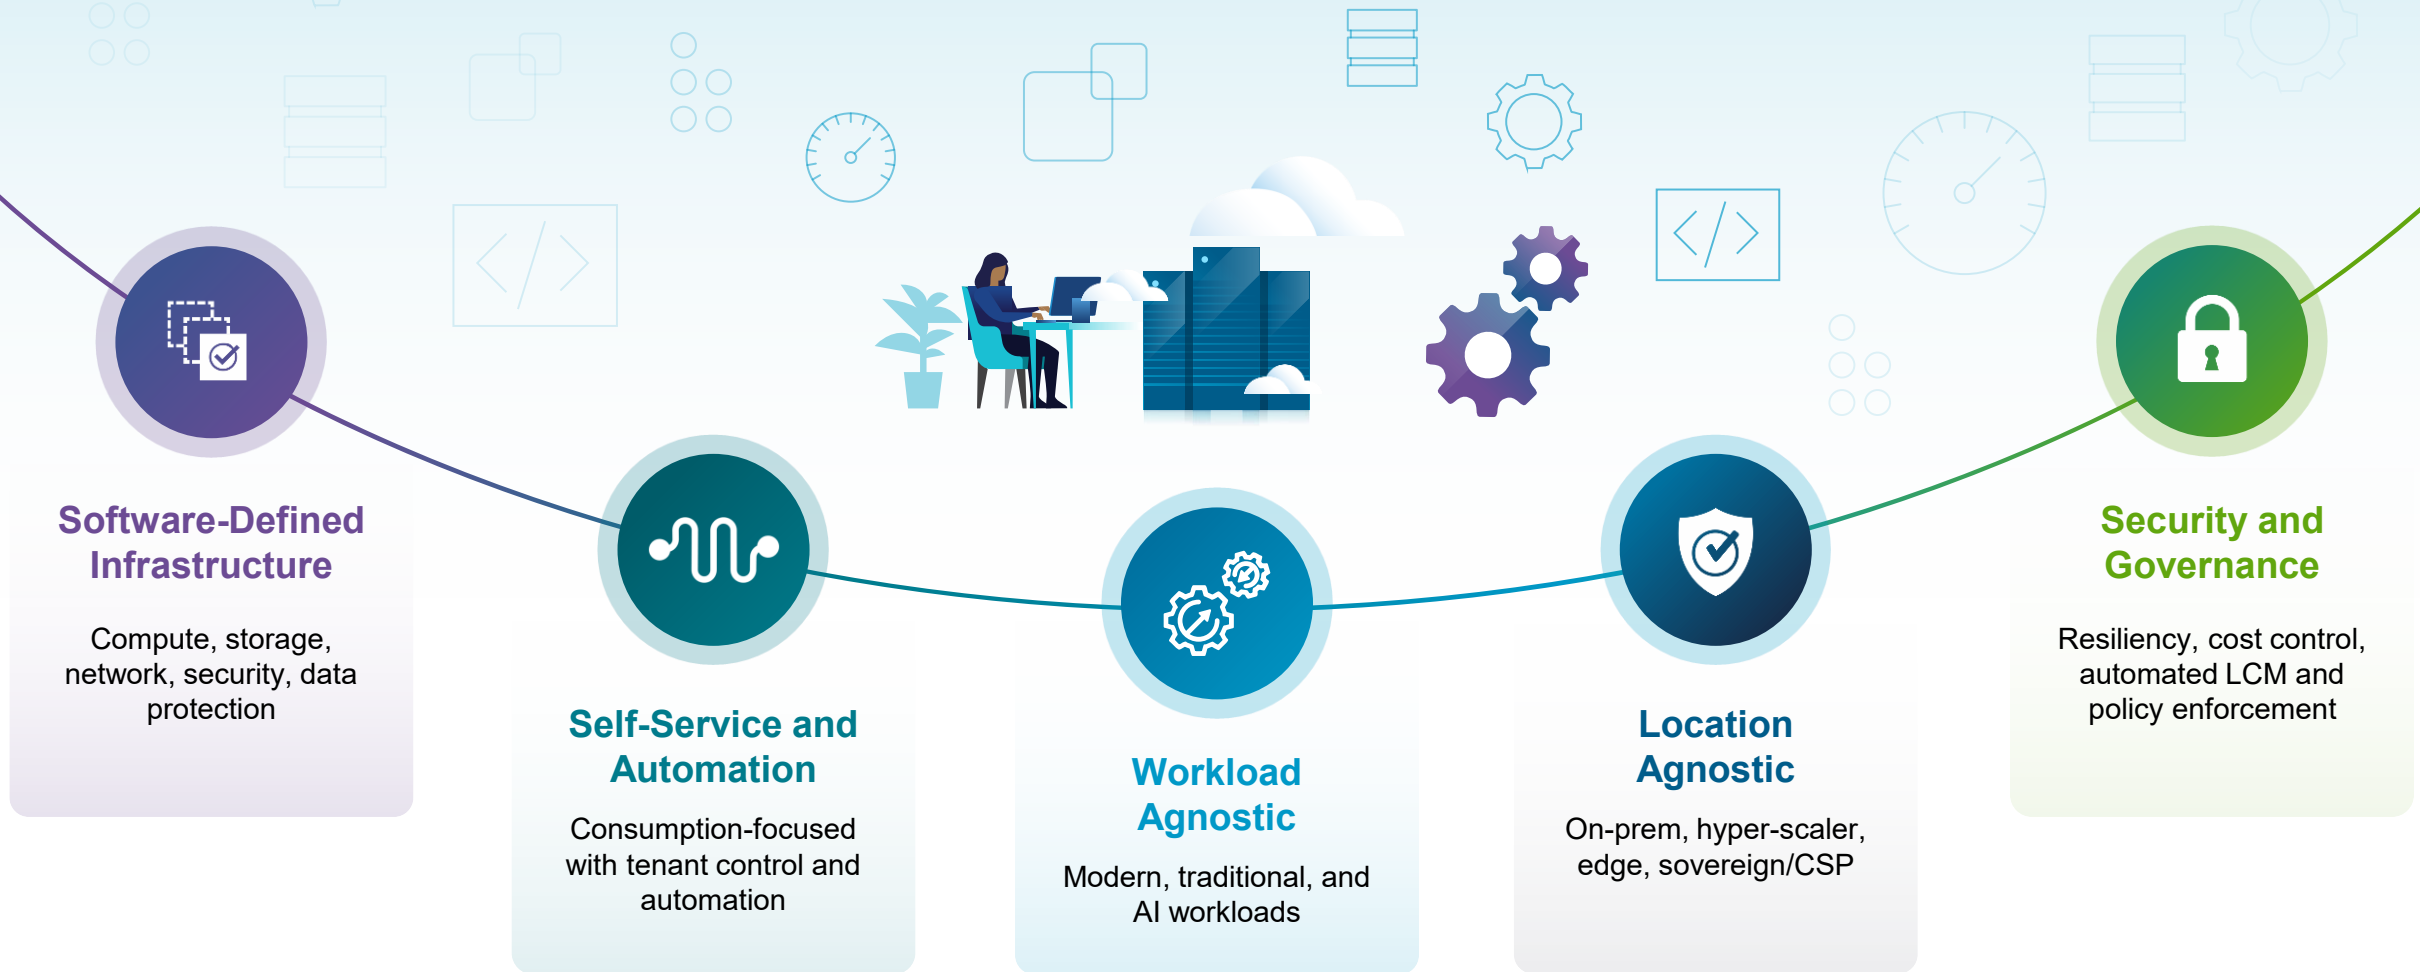 Software-Defined
Infrastructure
Compute, storage,
network, security, data
protection
Self-Service and
Automation
Consumption-focused
with tenant control and
automation
Workload
Agnostic
Modern, traditional, and
AI workloads
Location
Agnostic
On-prem, hyper-scaler,
edge, sovereign/CSP
Security and
Governance
Resiliency, cost control,
automated LCM and
policy enforcement